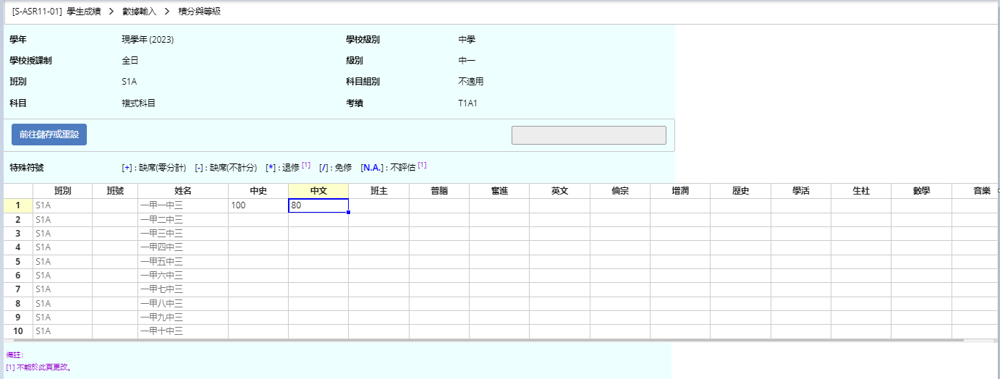 [S-ASR11-01] 學生成績 > 數據輸入 > 積分與等級
學年 現學年 (2023) 學校級別 中學
學校授課制 全日 級別 中一
班別 S1A 科目組別 不適用
科目 複式科目 考績 T1A1
前往儲存或重設
特殊符號 [+] : 缺席(零分計) [-] : 缺席(不計分) [*] : 退修 [1] [/] : 免修 [N.A.] : 不評估 [1]
班別 班號 姓名 中史 中文 班主 普腦 奮進 英文 倫宗 增潤 歷史 學活 生社 數學 音樂
1 S1A 一甲一中三 100 80
2 S1A 一甲二中三
3 S1A 一甲三中三
4 S1A 一甲四中三
5 S1A 一甲五中三
6 S1A 一甲六中三
7 S1A 一甲七中三
8 S1A 一甲八中三
9 S1A 一甲九中三
10 S1A 一甲十中三
備註：
[1] 不能於此頁更改。